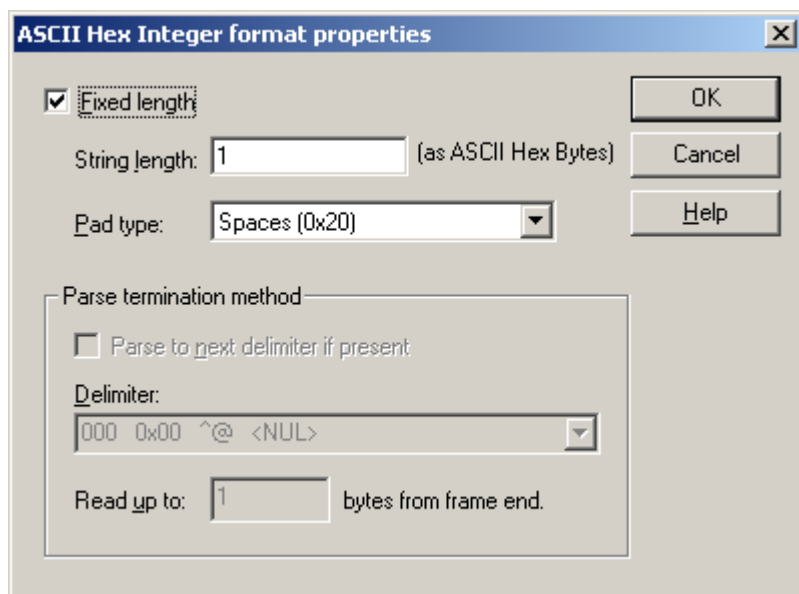 ASCII Hex Integer format properties
Fixed length
OK
String length: 1 (as ASCII Hex Bytes)
Cancel
Pad type: Spaces (0x20)
Help
Parse termination method
Parse to next delimiter if present
Delimiter:
000 0x00 ^@ <NUL>
Read up to: 1 bytes from frame end.